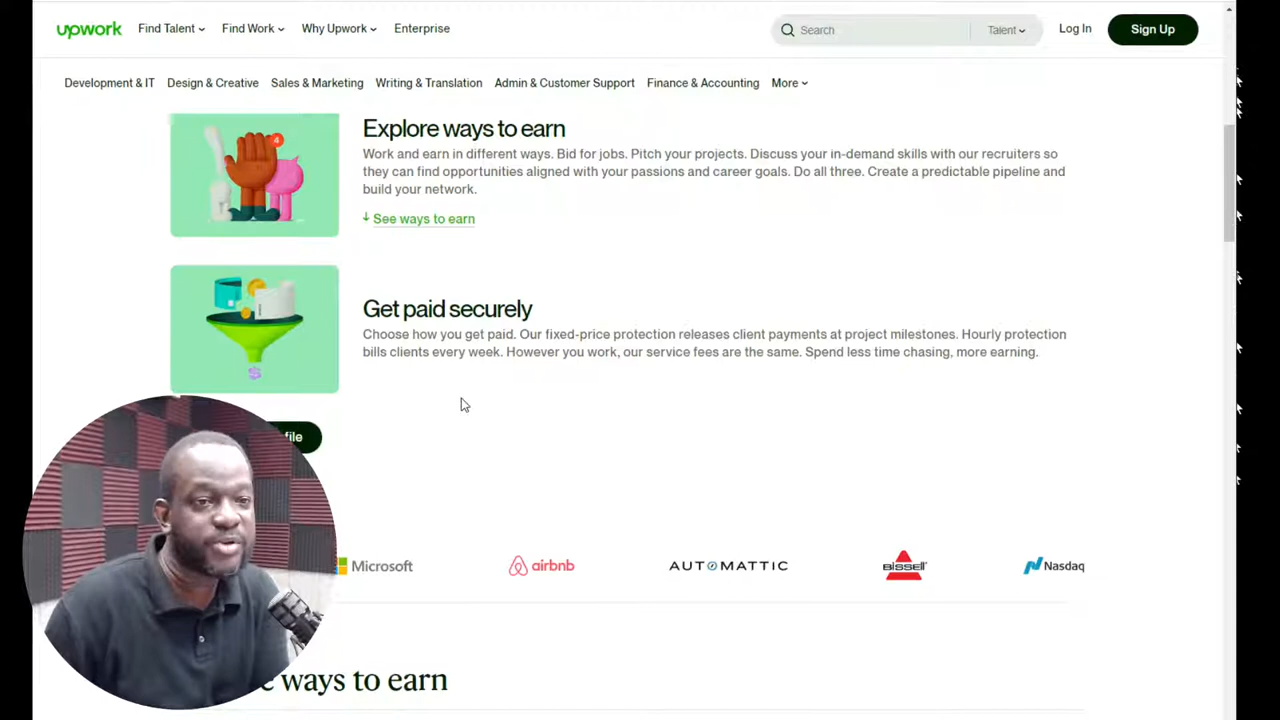 upwork Find Talent Find Work Why Upwork Enterprise Search Talent Log In Sign Up
Development & IT Design & Creative Sales & Marketing Writing & Translation Admin & Customer Support Finance & Accounting More
4
Explore ways to earn
Work and earn in different ways. Bid for jobs. Pitch your projects. Discuss your in-demand skills with our recruiters so
they can find opportunities aligned with your passions and career goals. Do all three. Create a predictable pipeline and
build your network.
See ways to earn
Get paid securely
Choose how you get paid. Our fixed-price protection releases client payments at project milestones. Hourly protection
bills clients every week. However you work, our service fees are the same. Spend less time chasing, more earning.
file
Microsoft airbnb AUTOMATTIC BISSELL Nasdaq
ways to earn